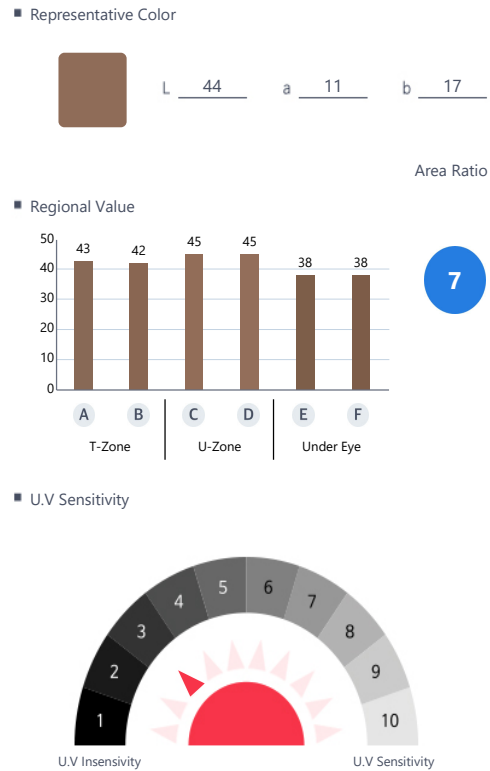 Representative Color
L 44 a 11 b 17
Area Ratio
Regional Value
50
40
30
20
10
0
43 42 45 45 38 38
7
A B C D E F
T-Zone U-Zone Under Eye
U.V Sensitivity
1 2 3 4 5 6 7 8 9 10
U.V Insensivity U.V Sensitivity